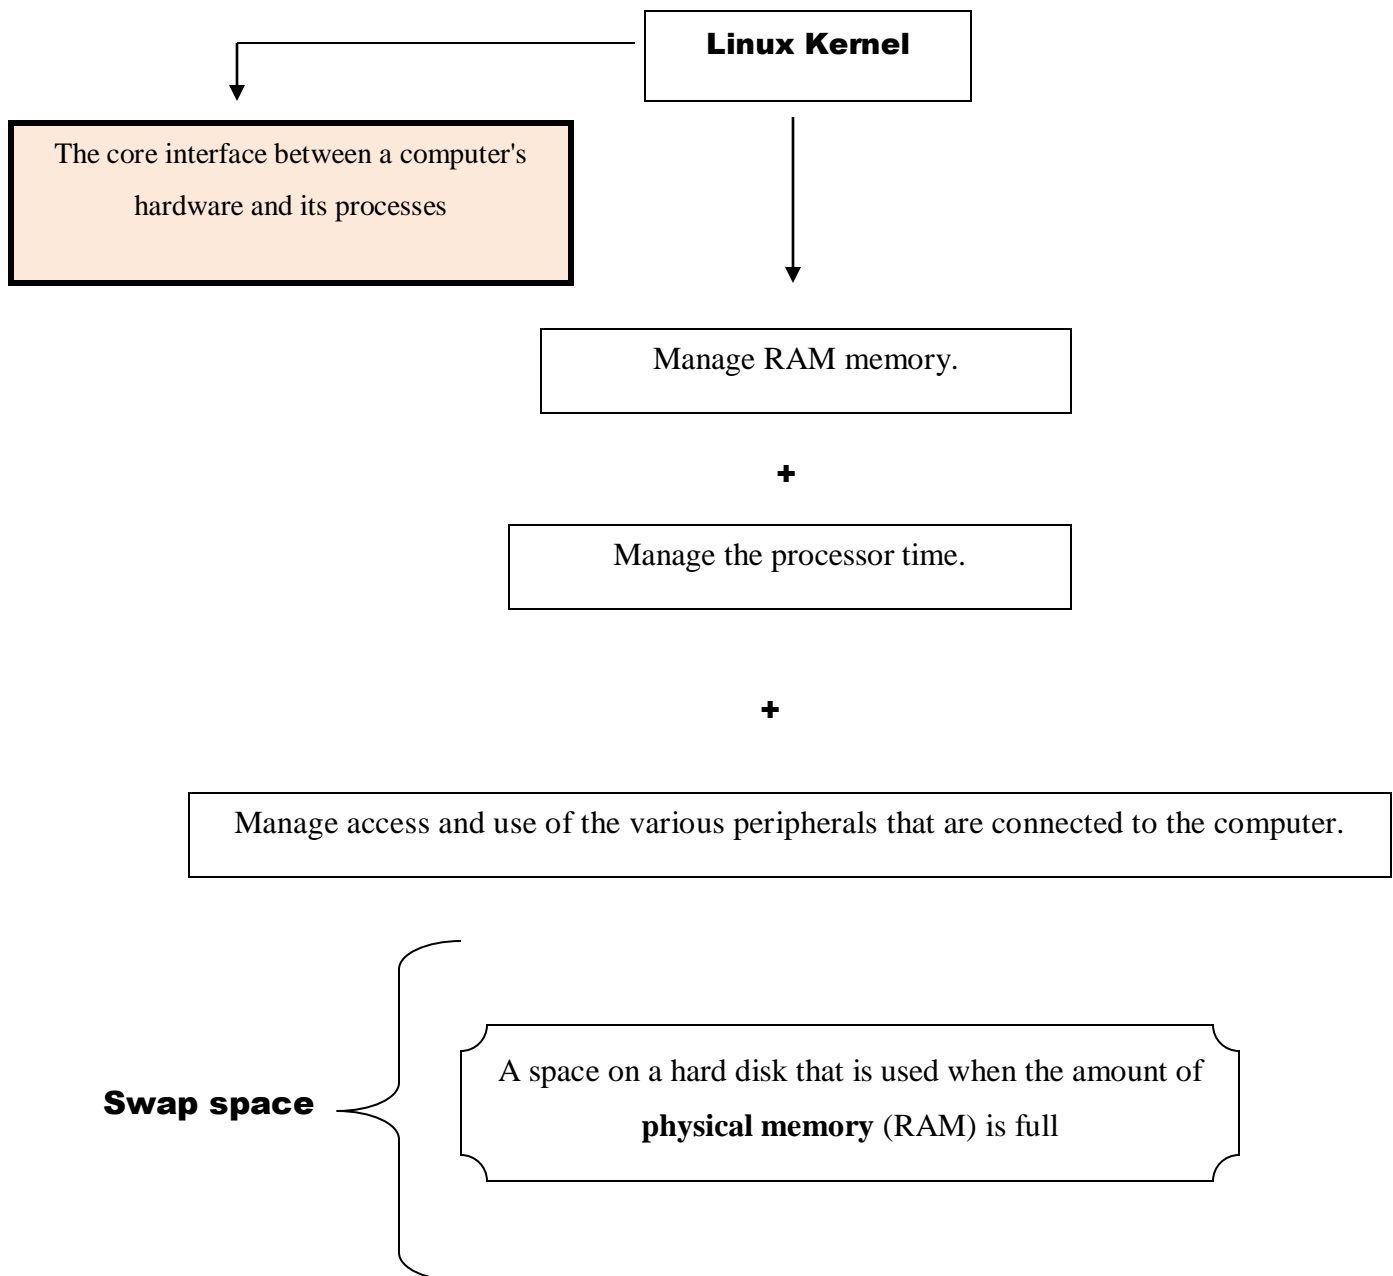 Linux Kernel
The core interface between a computer's
hardware and its processes
Manage RAM memory.
+
Manage the processor time.
+
Manage access and use of the various peripherals that are connected to the computer.
A space on a hard disk that is used when the amount of
Swap space
physical memory (RAM) is full